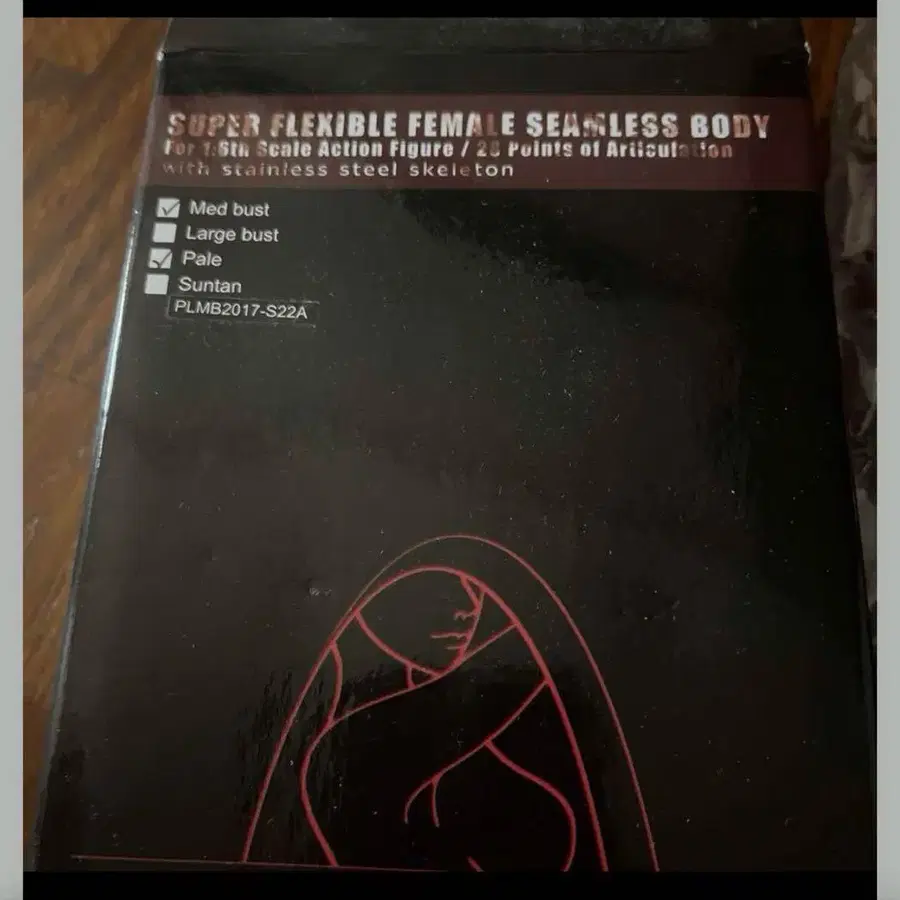 SUPER FLEXIBLE FEMALE SEAMLESS BODY
For 1:6th Scale Action Figure / 28 Points of Articulation
with stainless steel skeleton
Med bust
Large bust
Pale
Suntan
PLMB2017-S22A